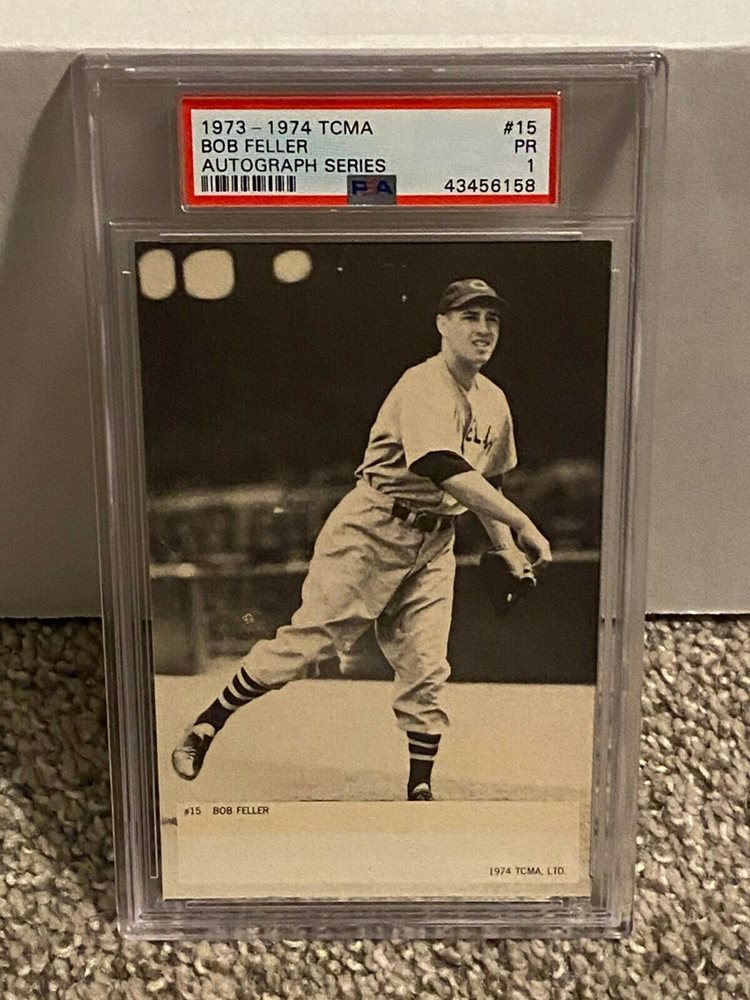 1973 - 1974 TCMA #15
BOB FELLER PR
AUTOGRAPH SERIES 1
PSA 43456158
#15 BOB FELLER
1974 TCMA, LTD.